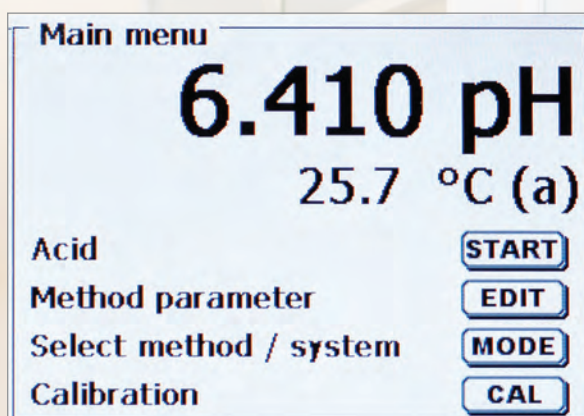 Main menu
6.410 pH
25.7 °C (a)
Acid START
Method parameter EDIT
Select method / system MODE
Calibration CAL